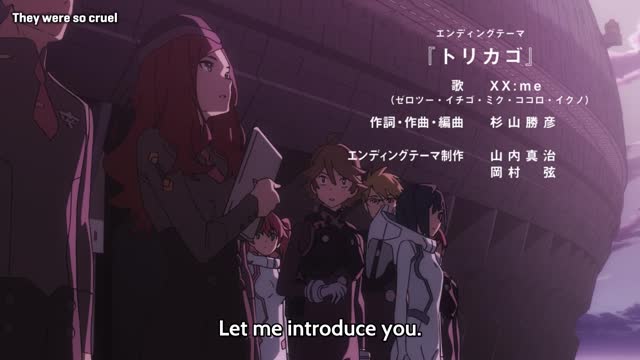 They were so cruel
エンディングテーマ
『トリカゴ』
歌 XX:me
(ゼロツー・イチゴ・ミク・ココロ・イクノ)
作詞・作曲・編曲 杉山勝彦
エンディングテーマ制作 山内真治
岡村 弦
Let me introduce you.